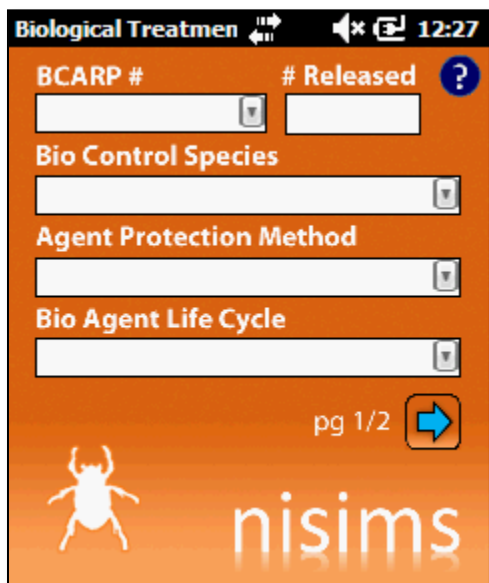 Biological Treatmen 12:27
BCARP # # Released ?
Bio Control Species
Agent Protection Method
Bio Agent Life Cycle
pg 1/2
nisims